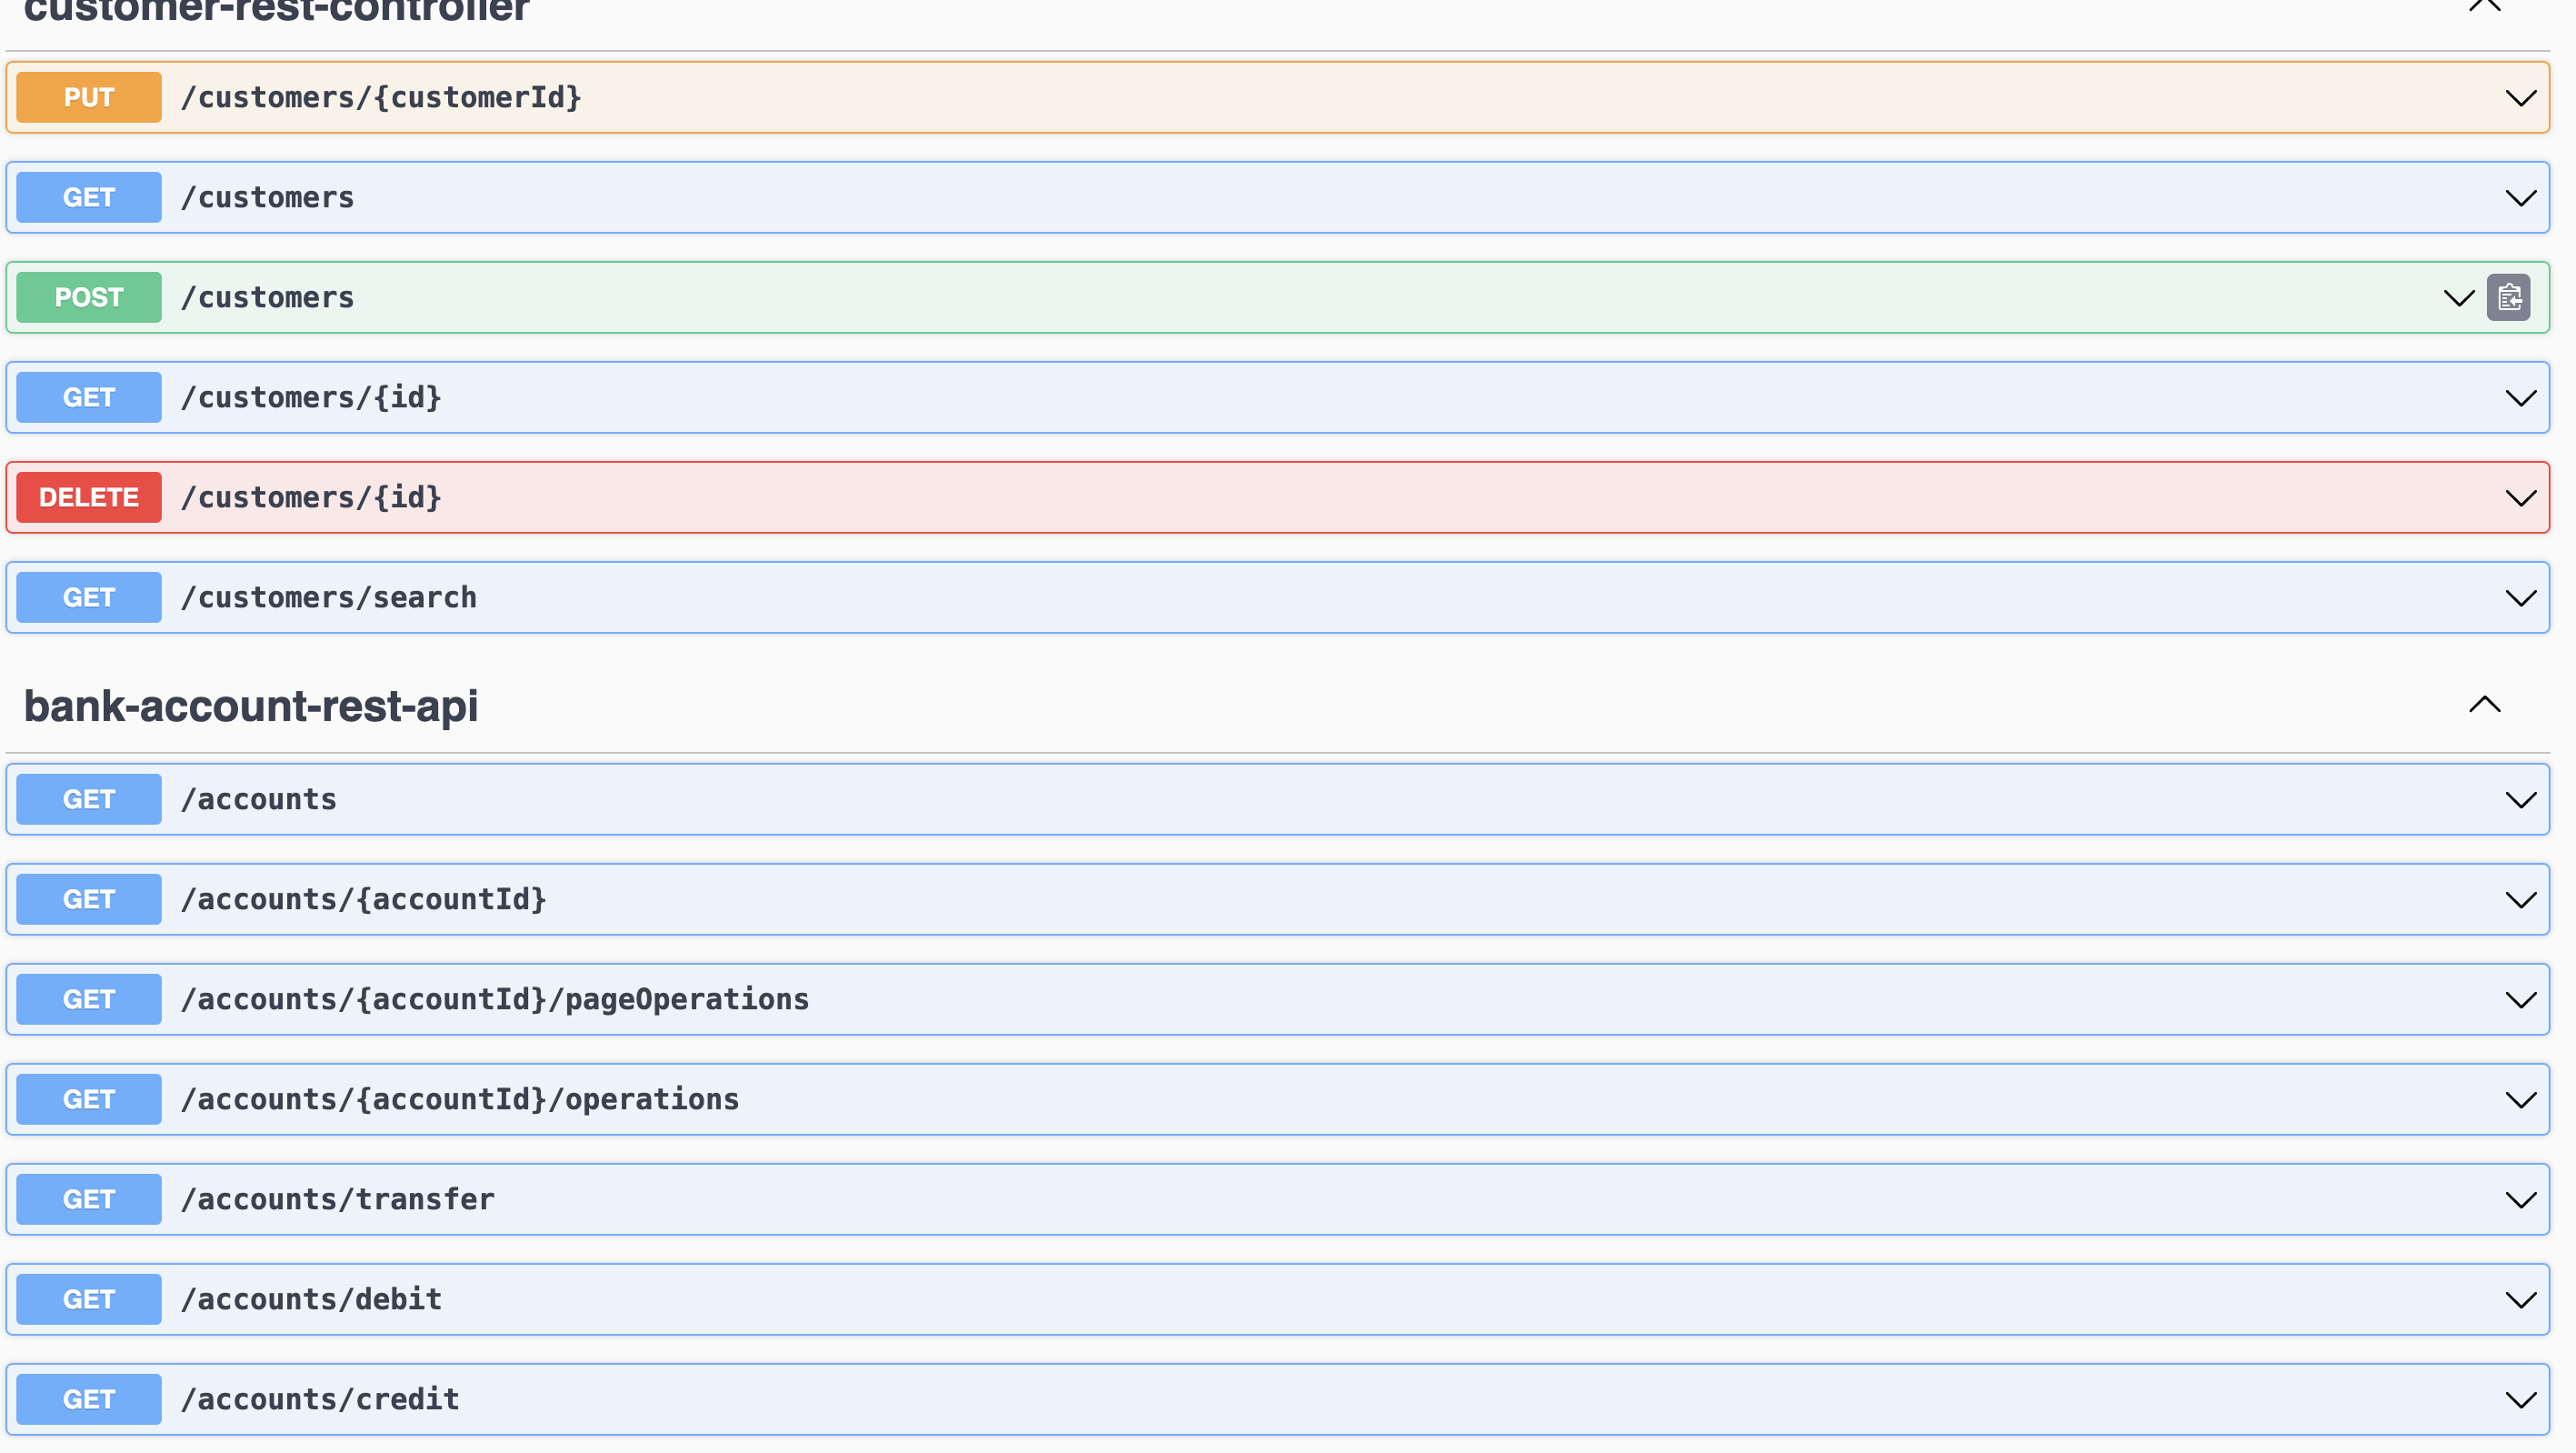 customer-rest-controller
PUT /customers/{customerId}
GET /customers
POST /customers
GET /customers/{id}
DELETE /customers/{id}
GET /customers/search
bank-account-rest-api
GET /accounts
GET /accounts/{accountId}
GET /accounts/{accountId}/pageOperations
GET /accounts/{accountId}/operations
GET /accounts/transfer
GET /accounts/debit
GET /accounts/credit